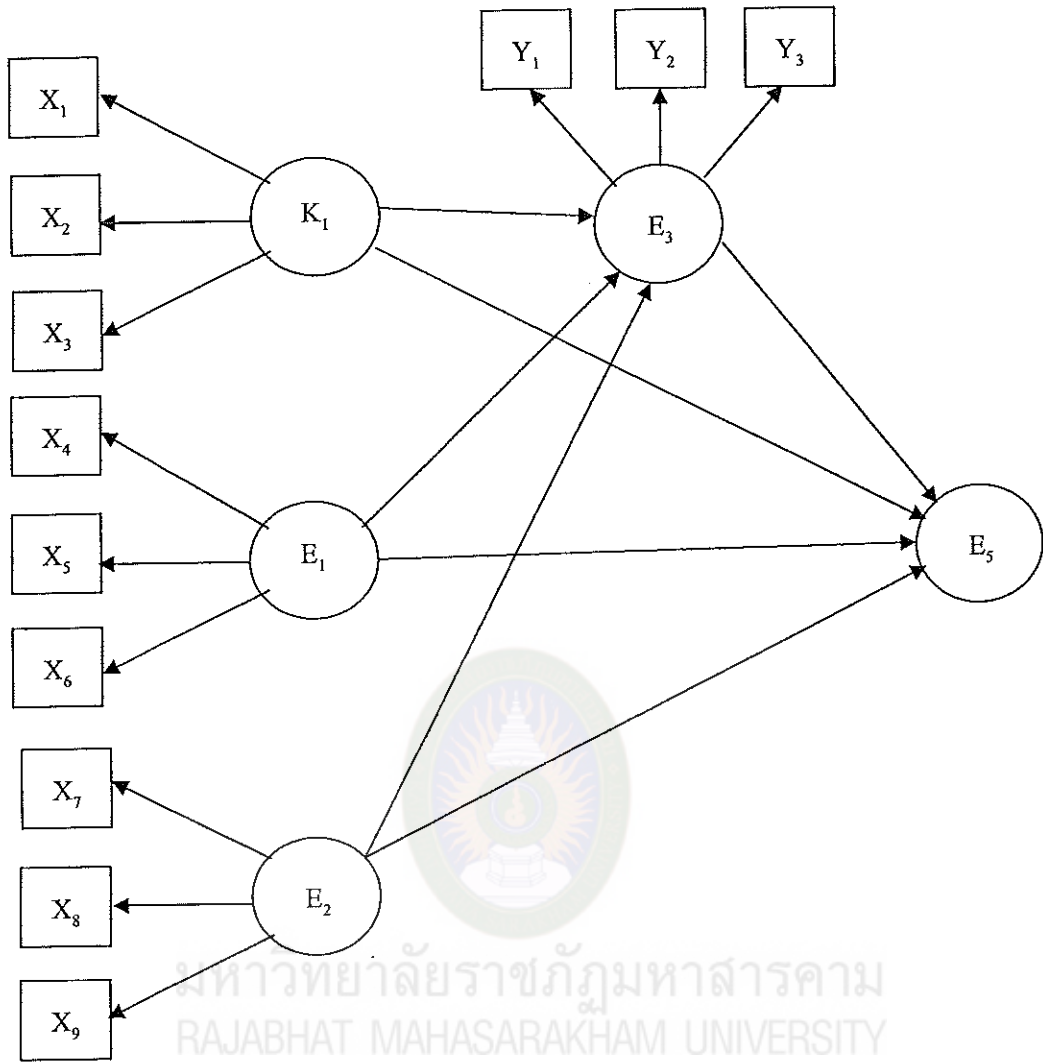 Y₁ Y₂ Y₃
X₁
X₂
X₃
K₁
E₃
X₄
X₅
X₆
E₁
E₅
X₇
X₈
X₉
E₂
มหาวิทยาลัยราชภัฏมหาสารคาม
RAJABHAT MAHASARAKHAM UNIVERSITY